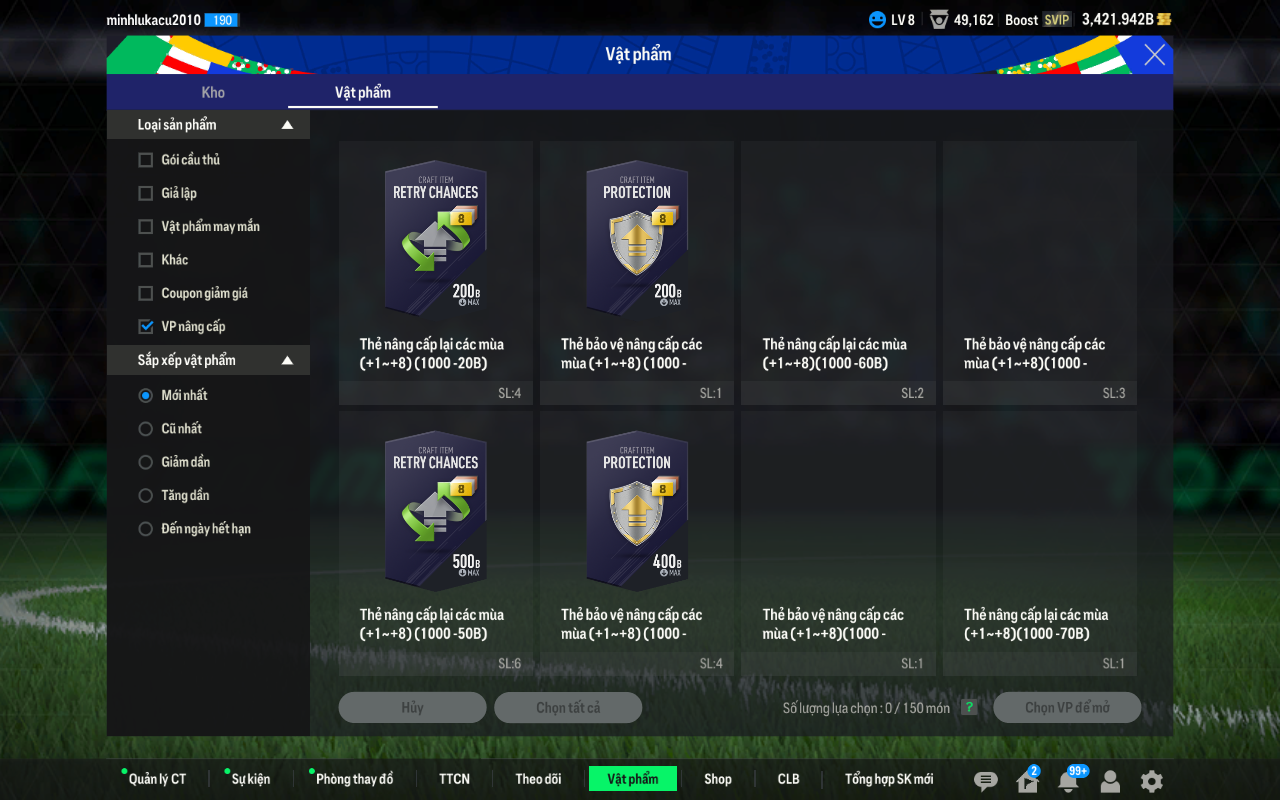 minhlukacu2010 190
LV 8 49,162 Boost SVIP 3,421.942B
Vật phẩm
Kho Vật phẩm
Loại sản phẩm
Gói cầu thủ
Giả lập
Vật phẩm may mắn
Khác
Coupon giảm giá
VP nâng cấp
Sắp xếp vật phẩm
Mới nhất
Cũ nhất
Giảm dần
Tăng dần
Đến ngày hết hạn
CRAFT ITEM
RETRY CHANCES
8
200B
MAX
Thẻ nâng cấp lại các mùa
(+1~+8) (1000 -20B)
SL:4
CRAFT ITEM
PROTECTION
8
200B
MAX
Thẻ bảo vệ nâng cấp các
mùa (+1~+8) (1000 -
SL:1
Thẻ nâng cấp lại các mùa
(+1~+8)(1000 -60B)
SL:2
Thẻ bảo vệ nâng cấp các
mùa (+1~+8)(1000 -
SL:3
CRAFT ITEM
RETRY CHANCES
8
500B
MAX
Thẻ nâng cấp lại các mùa
(+1~+8) (1000 -50B)
SL:6
CRAFT ITEM
PROTECTION
8
400B
MAX
Thẻ bảo vệ nâng cấp các
mùa (+1~+8) (1000 -
SL:4
Thẻ bảo vệ nâng cấp các
mùa (+1~+8)(1000 -
SL:1
Thẻ nâng cấp lại các mùa
(+1~+8)(1000 -70B)
SL:1
Hủy Chọn tất cả Số lượng lựa chọn : 0 / 150 món ? Chọn VP để mở
Quản lý CT Sự kiện Phòng thay đồ TTCN Theo dõi Vật phẩm Shop CLB Tổng hợp SK mới 2 99+